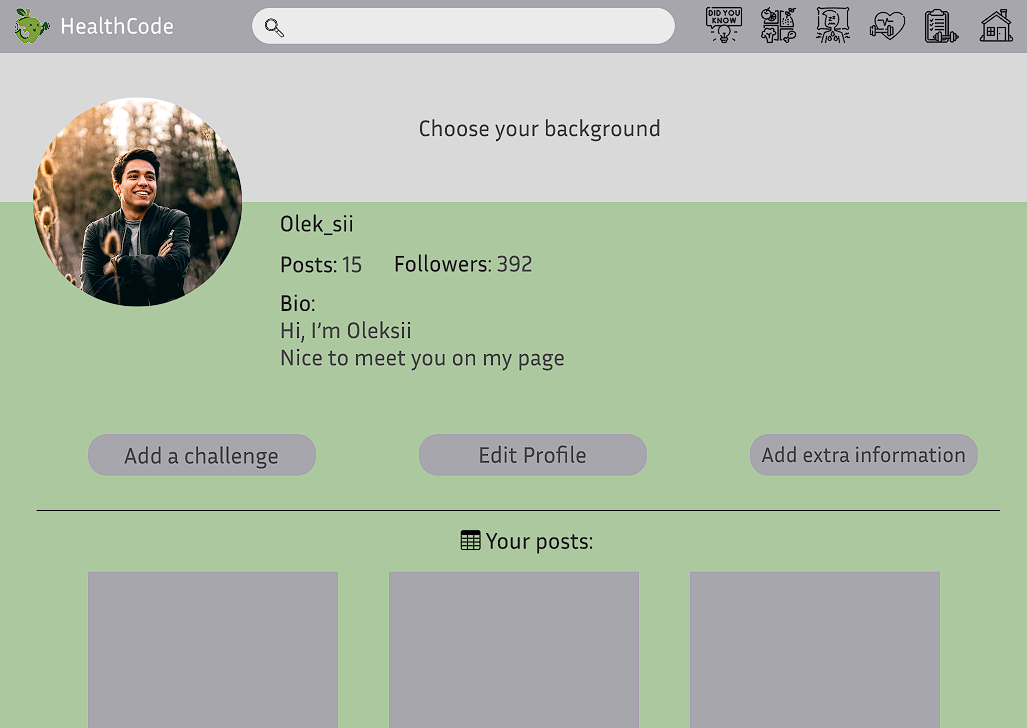 HealthCode
DID YOU
KNOW
Choose your background
Olek_sii
Posts: 15 Followers: 392
Bio:
Hi, I’m Oleksii
Nice to meet you on my page
Add a challenge
Edit Profile
Add extra information
Your posts: